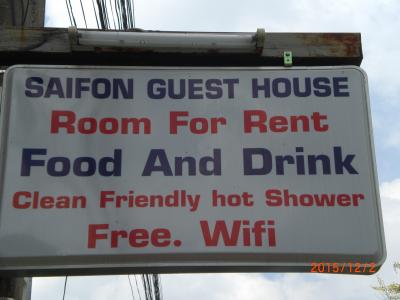 SAIFON GUEST HOUSE
Room For Rent
Food And Drink
Clean Friendly hot Shower
Free. Wifi
2015/12/2